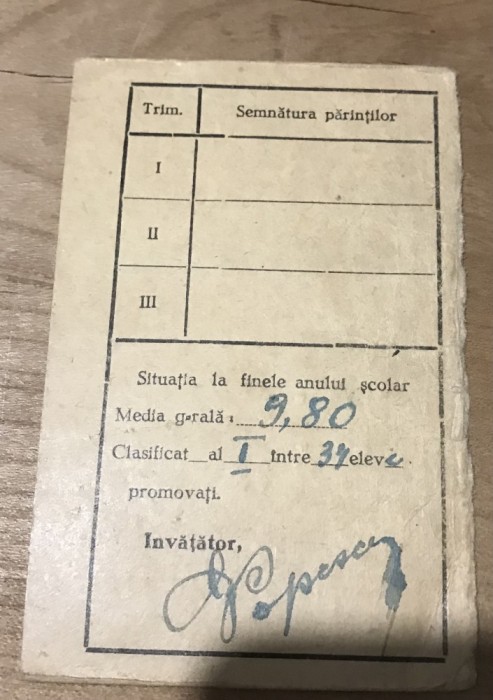 Trim. Semnătura părinților
I
II
III
Situația la finele anului școlar
Media g-rală: 9,80
Clasificat al I între 34 elevi
promovați.
Invățător,
Popescu